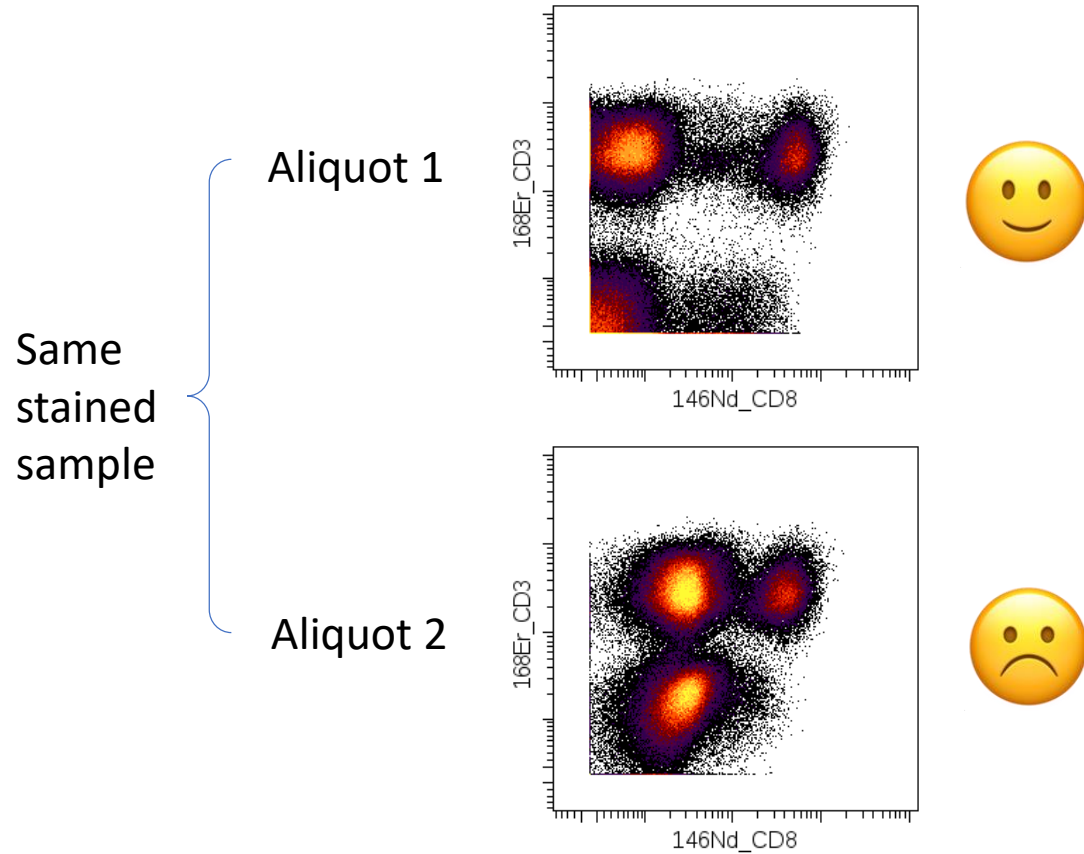 Same
stained
sample
Aliquot 1
168Er_CD3
146Nd_CD8
Aliquot 2
168Er_CD3
146Nd_CD8